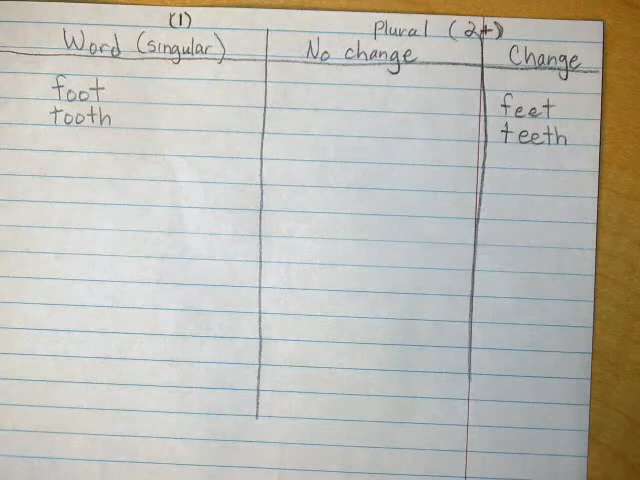 (1) Plural (2+)
Word (singular) No change Change
foot feet
tooth teeth